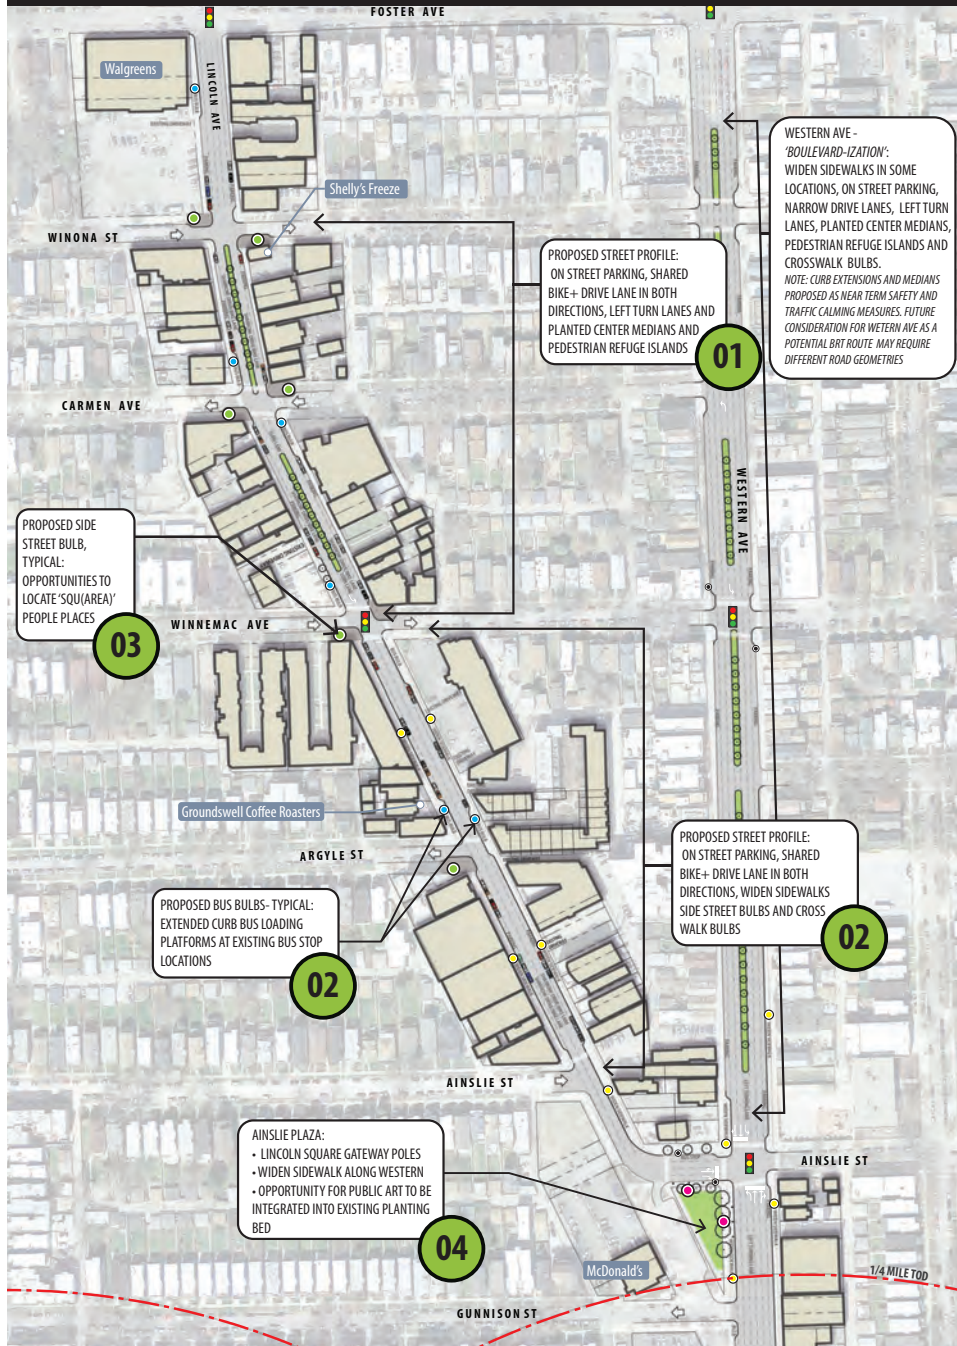 FOSTER AVE
Walgreens
LINCOLN AVE
WESTERN AVE -
'BOULEVARD-IZATION':
WIDEN SIDEWALKS IN SOME
LOCATIONS, ON STREET PARKING,
NARROW DRIVE LANES, LEFT TURN
LANES, PLANTED CENTER MEDIANS,
PEDESTRIAN REFUGE ISLANDS AND
CROSSWALK BULBS.
NOTE: CURB EXTENSIONS AND MEDIANS
PROPOSED AS NEAR TERM SAFETY AND
TRAFFIC CALMING MEASURES. FUTURE
CONSIDERATION FOR WETERN AVE AS A
POTENTIAL BRT ROUTE MAY REQUIRE
DIFFERENT ROAD GEOMETRIES
Shelly's Freeze
WINONA ST
PROPOSED STREET PROFILE:
ON STREET PARKING, SHARED
BIKE+ DRIVE LANE IN BOTH
DIRECTIONS, LEFT TURN LANES AND
PLANTED CENTER MEDIANS AND
PEDESTRIAN REFUGE ISLANDS
01
CARMEN AVE
WESTERN AVE
PROPOSED SIDE
STREET BULB,
TYPICAL:
OPPORTUNITIES TO
LOCATE 'SQU(AREA)'
PEOPLE PLACES
03
WINNEMAC AVE
Groundswell Coffee Roasters
ARGYLE ST
PROPOSED STREET PROFILE:
ON STREET PARKING, SHARED
BIKE+ DRIVE LANE IN BOTH
DIRECTIONS, WIDEN SIDEWALKS
SIDE STREET BULBS AND CROSS
WALK BULBS
02
PROPOSED BUS BULBS- TYPICAL:
EXTENDED CURB BUS LOADING
PLATFORMS AT EXISTING BUS STOP
LOCATIONS
02
AINSLIE ST
AINSLIE PLAZA:
• LINCOLN SQUARE GATEWAY POLES
• WIDEN SIDEWALK ALONG WESTERN
• OPPORTUNITY FOR PUBLIC ART TO BE
INTEGRATED INTO EXISTING PLANTING
BED
04
AINSLIE ST
McDonald's
1/4 MILE TOD
GUNNISON ST